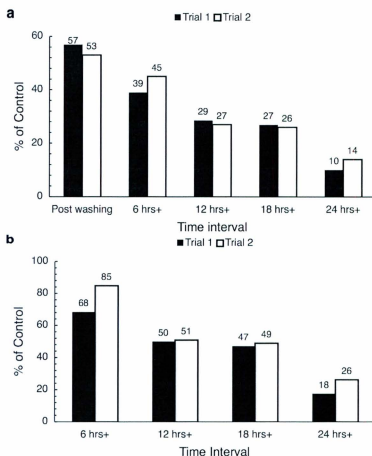 a
■ Trial 1 □ Trial 2
% of Control
60
40
20
0
57 53
39 45
29 27
27 26
10 14
Post washing 6 hrs+ 12 hrs+ 18 hrs+ 24 hrs+
Time interval
b
■ Trial 1 □ Trial 2
% of Control
100
80
60
40
20
0
68 85
50 51
47 49
18 26
6 hrs+ 12 hrs+ 18 hrs+ 24 hrs+
Time Interval